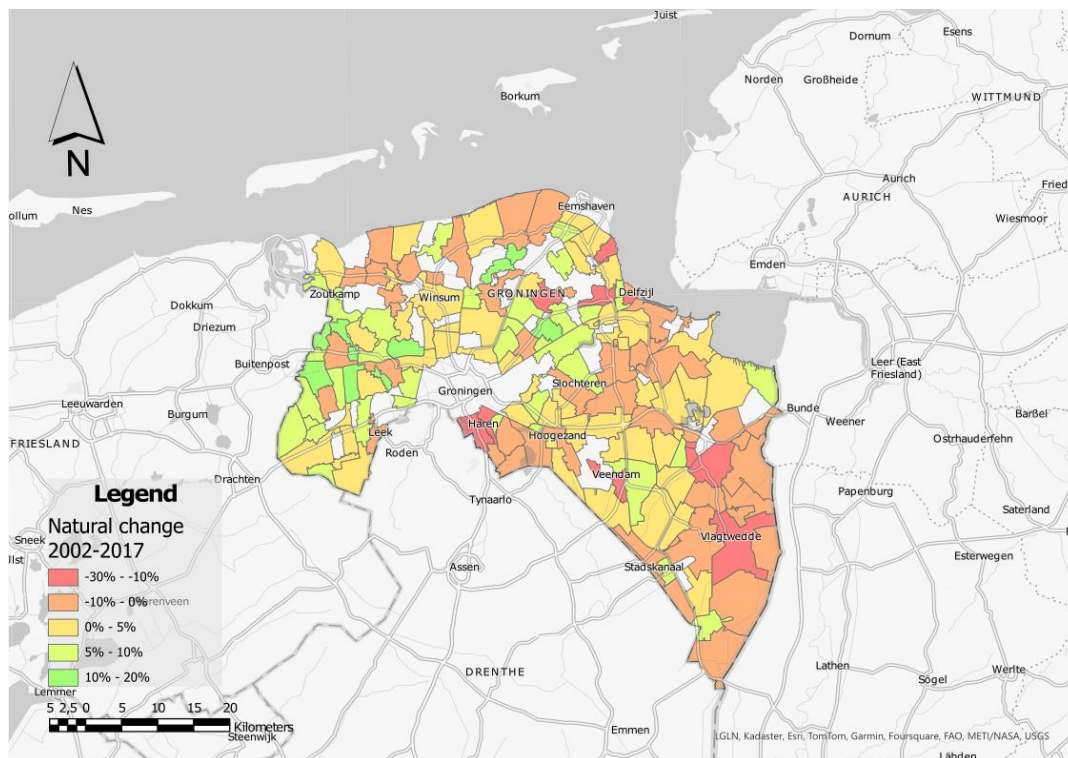 Juist
Dornum
Esens
Norden
Großheide
Borkum
WITTMUND
N
Aurich
AURICH
Fried
ollum
Nes
Eemshaven
Wiesmoor
Emden
Zoutkamp
Winsum
GRONINGEN
Delfzijl
Dokkum
Driezum
Buitenpost
Leer (East
Friesland)
Groningen
Slochteren
Leeuwarden
Burgum
Bunde
Weener
Barßel
FRIESLAND
Leek
Haren
Hoogezand
Ostrhauderfehn
Roden
Drachten
Veendam
Tynaarlo
Papenburg
Legend
Saterland
Natural change
2002-2017
Sneek
IJlst
Vlagtwedde
Esterwegen
Assen
Stadskanaal
-30% - -10%
-10% - 0%
erenveen
0% - 5%
5% - 10%
10% - 20%
DRENTHE
Lathen
Werlte
Sögel
Lemmer
5 2,5 0 5 10 15 20
Kilometers
Steenwijk
Emmen
LGLN, Kadaster, Esri, TomTom, Garmin, Foursquare, FAO, METI/NASA, USGS
Lähden